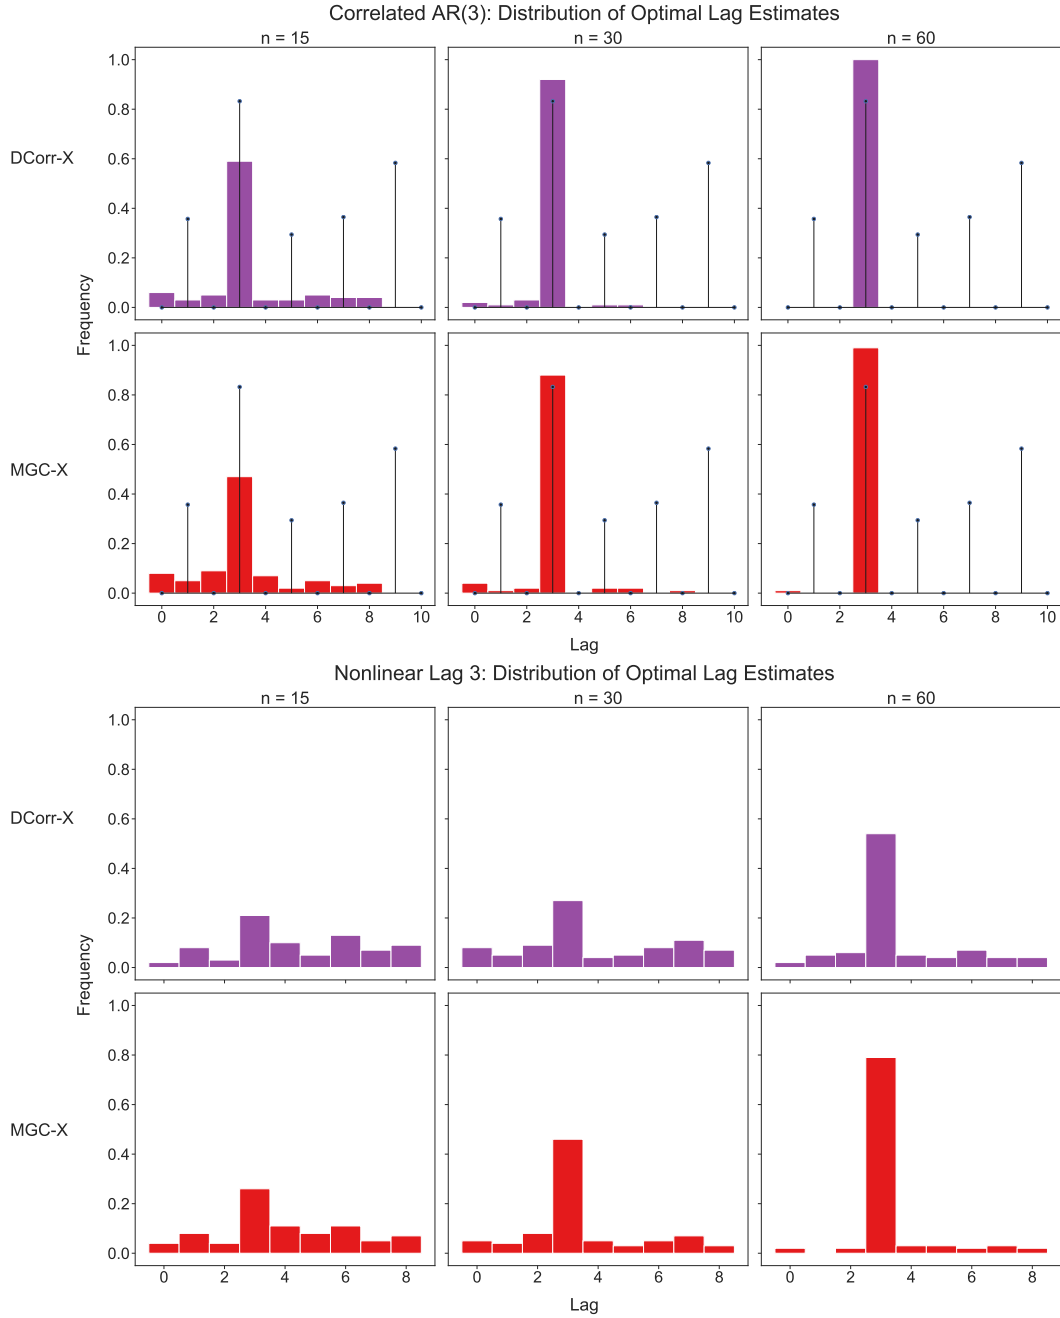 Correlated AR(3): Distribution of Optimal Lag Estimates
n = 15 n = 30 n = 60
1.0
0.8
DCorr-X
0.6
0.4
0.2
0.0
Frequency
1.0
0.8
0.6
MGC-X
0.4
0.2
0.0
0 2 4 6 8 10 0 2 4 6 8 10 0 2 4 6 8 10
Lag
Nonlinear Lag 3: Distribution of Optimal Lag Estimates
n = 15 n = 30 n = 60
1.0
0.8
DCorr-X
0.6
0.4
0.2
0.0
Frequency
1.0
0.8
0.6
MGC-X
0.4
0.2
0.0
0 2 4 6 8 0 2 4 6 8 0 2 4 6 8
Lag